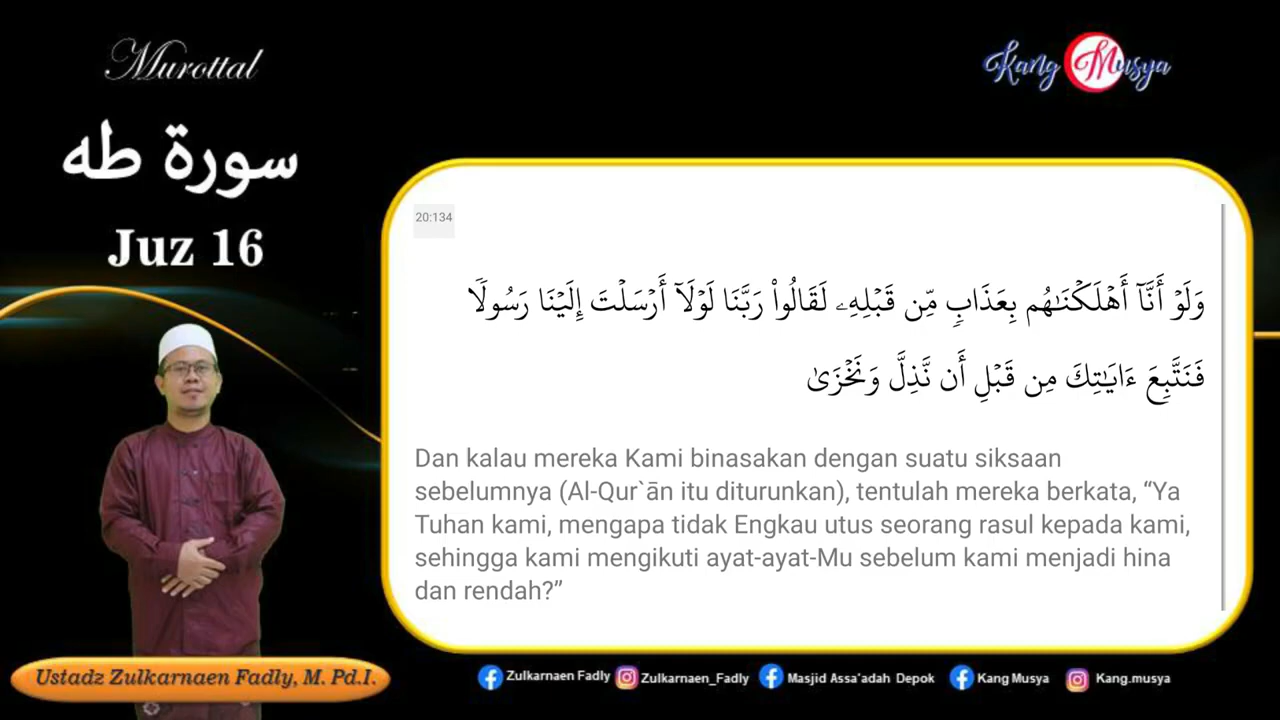 Murottal
Kang Musya
سورة طه
Juz 16
20:134
وَلَوۡ أَنَّآ أَهۡلَكۡنَٰهُم بِعَذَابٖ مِّن قَبۡلِهِۦ لَقَالُواْ رَبَّنَا لَوۡلَآ أَرۡسَلۡتَ إِلَيۡنَا رَسُولٗا
فَنَتَّبِعَ ءَايَٰتِكَ مِن قَبۡلِ أَن نَّذِلَّ وَنَخۡزَىٰ
Dan kalau mereka Kami binasakan dengan suatu siksaan
sebelumnya (Al-Qur`ān itu diturunkan), tentulah mereka berkata, “Ya
Tuhan kami, mengapa tidak Engkau utus seorang rasul kepada kami,
sehingga kami mengikuti ayat-ayat-Mu sebelum kami menjadi hina
dan rendah?”
Ustadz Zulkarnaen Fadly, M. Pd.I.
Zulkarnaen Fadly Zulkarnaen_Fadly Masjid Assa'adah Depok Kang Musya Kang.musya